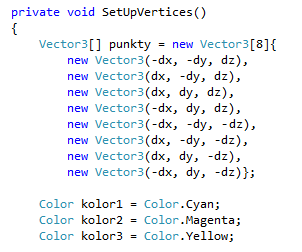 private void SetUpVertices()
{
Vector3[] punkty = new Vector3[8]{
new Vector3(-dx, -dy, dz),
new Vector3(dx, -dy, dz),
new Vector3(dx, dy, dz),
new Vector3(-dx, dy, dz),
new Vector3(-dx, -dy, -dz),
new Vector3(dx, -dy, -dz),
new Vector3(dx, dy, -dz),
new Vector3(-dx, dy, -dz)};
Color kolor1 = Color.Cyan;
Color kolor2 = Color.Magenta;
Color kolor3 = Color.Yellow;